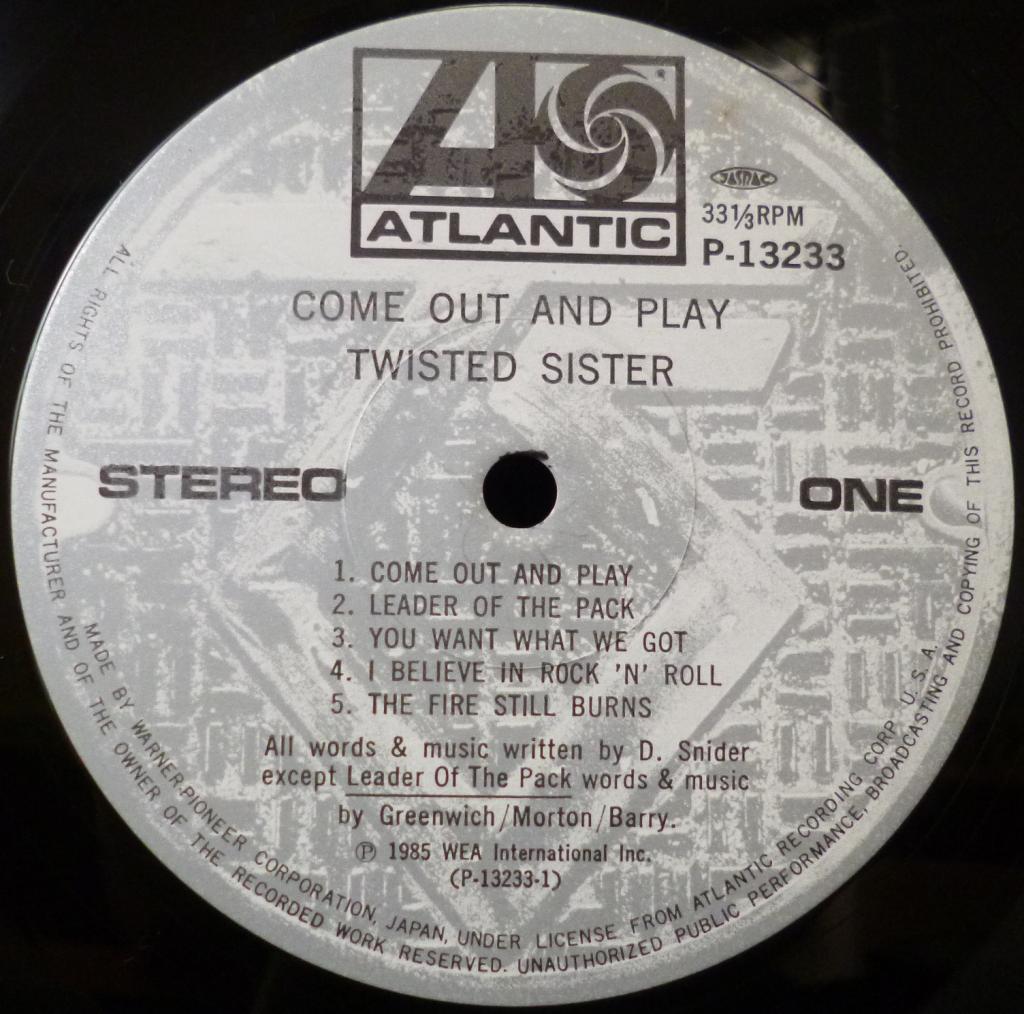 ATLANTIC
JASRAC
33⅓RPM
P-13233
COME OUT AND PLAY
TWISTED SISTER
STEREO
ONE
1. COME OUT AND PLAY
2. LEADER OF THE PACK
3. YOU WANT WHAT WE GOT
4. I BELIEVE IN ROCK 'N' ROLL
5. THE FIRE STILL BURNS
All words & music written by D. Snider
except Leader Of The Pack words & music
by Greenwich/Morton/Barry.
℗ 1985 WEA International Inc.
(P-13233-1)
MADE BY WARNER-PIONEER CORPORATION, JAPAN, UNDER LICENSE FROM ATLANTIC RECORDING CORP. U. S. A.
ALL RIGHTS OF THE MANUFACTURER AND OF THE OWNER OF THE RECORDED WORK RESERVED. UNAUTHORIZED PUBLIC PERFORMANCE, BROADCASTING AND COPYING OF THIS RECORD PROHIBITED.